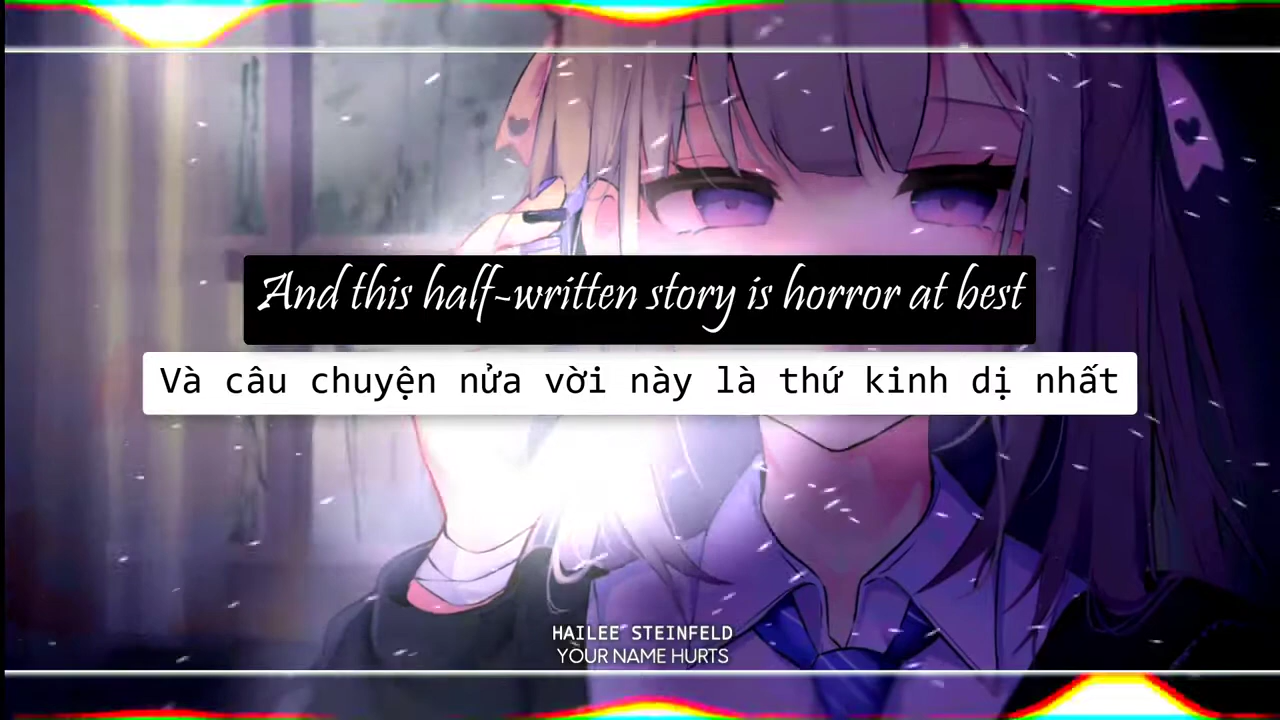 And this half-written story is horror at best
Và câu chuyện nửa vời này là thứ kinh dị nhất
HAILEE STEINFELD
YOUR NAME HURTS